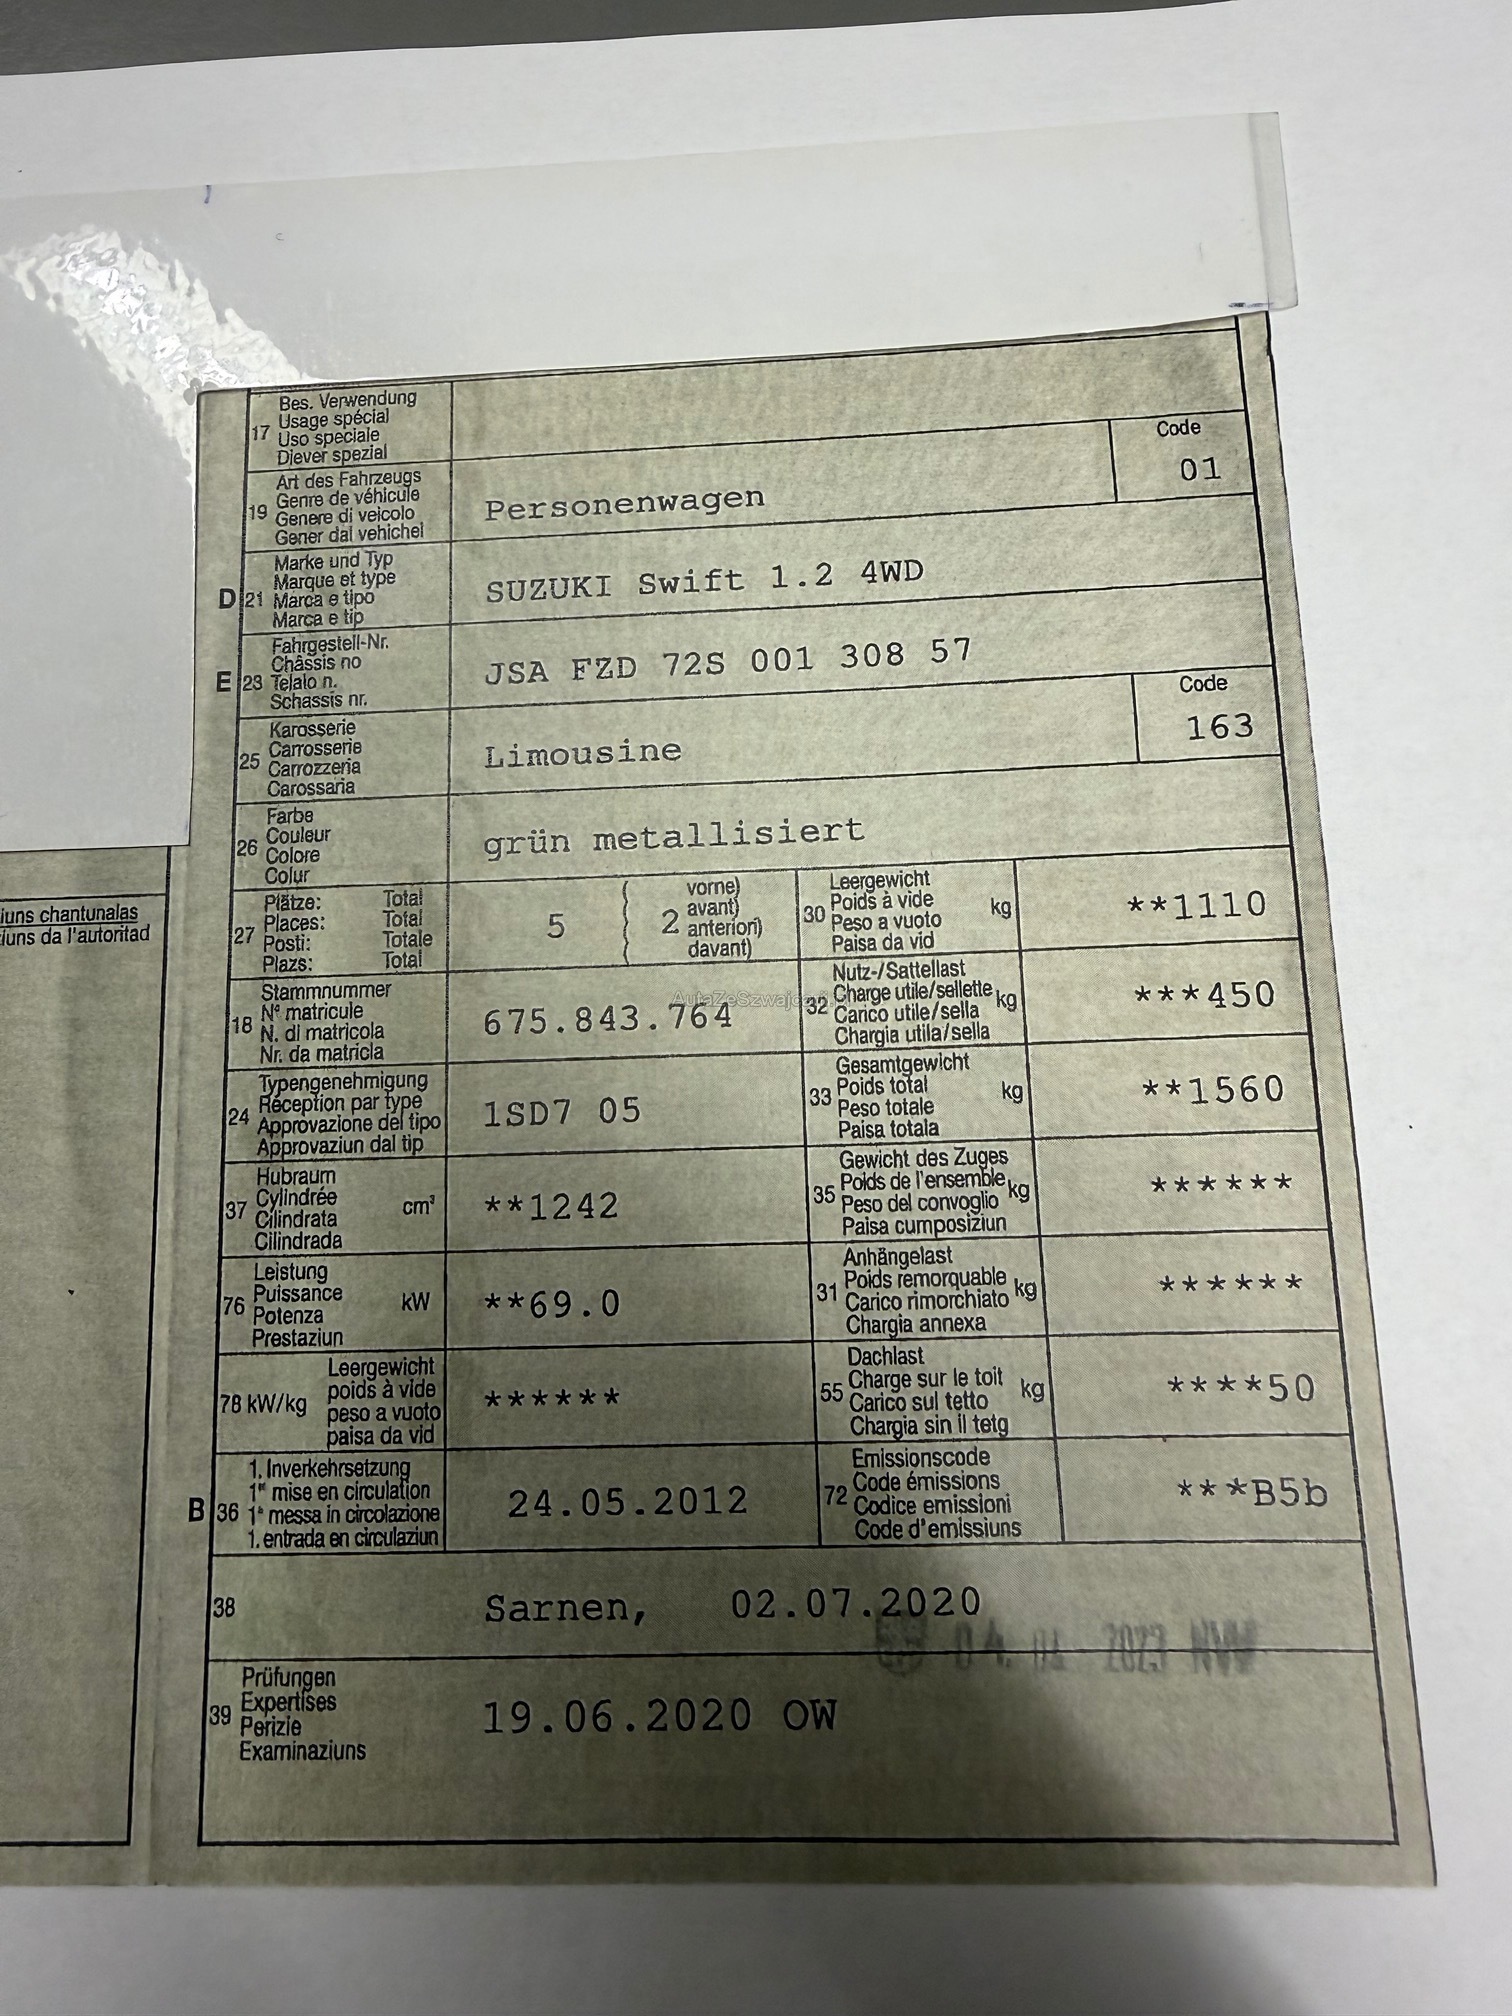 Bes. Verwendung
Usage spécial
17 Uso speciale
Diever spezial
Art des Fahrzeugs
Genre de véhicule
19 Genere di veicolo
Gener dal vehichel
Personenwagen
Code
01
Marke und Typ
Marque et type
D 21 Marca e tipo
Marca e tip
SUZUKI Swift 1.2 4WD
Fahrgestell-Nr.
Châssis no
E 23 Telaio n.
Schassis nr.
JSA FZD 72S 001 308 57
Karosserie
25 Carrosserie
Carrozzeria
Carossaria
Limousine
Code
163
Farbe
26 Couleur
Colore
Colur
grün metallisiert
Plätze: Total
27 Places: Total
Posti: Totale
Plazs: Total
5
2
vorne)
avant)
anteriori)
davant)
Leergewicht
30 Poids à vide kg
Peso a vuoto
Paisa da vid
**1110
iuns chantunalas
iuns da l'autoritad
Stammnummer
18 N° matricule
N. di matricola
Nr. da matricla
675.843.764
Nutz-/Sattellast
32 Charge utile/sellette kg
Carico utile/sella
Chargia utila/sella
***450
Typengenehmigung
24 Réception par type
Approvazione del tipo
Approvaziun dal tip
1SD7 05
Gesamtgewicht
33 Poids total kg
Peso totale
Paisa totala
**1560
Hubraum
37 Cylindrée cm³
Cilindrata
Cilindrada
**1242
Gewicht des Zuges
35 Poids de l'ensemble kg
Peso del convoglio
Paisa cumposiziun
******
Leistung
76 Puissance kW
Potenza
Prestaziun
**69.0
Anhängelast
31 Poids remorquable kg
Carico rimorchiato
Chargia annexa
******
Leergewicht
78 kW/kg poids à vide
peso a vuoto
paisa da vid
******
Dachlast
55 Charge sur le toit kg
Carico sul tetto
Chargia sin il tetg
****50
1. Inverkehrsetzung
1re mise en circulation
B 36 1a messa in circolazione
1. entrada en circulaziun
24.05.2012
Emissionscode
72 Code émissions
Codice emissioni
Code d'emissiuns
***B5b
38
Sarnen, 02.07.2020
2023
Prüfungen
39 Expertises
Perizie
Examinaziuns
19.06.2020 OW